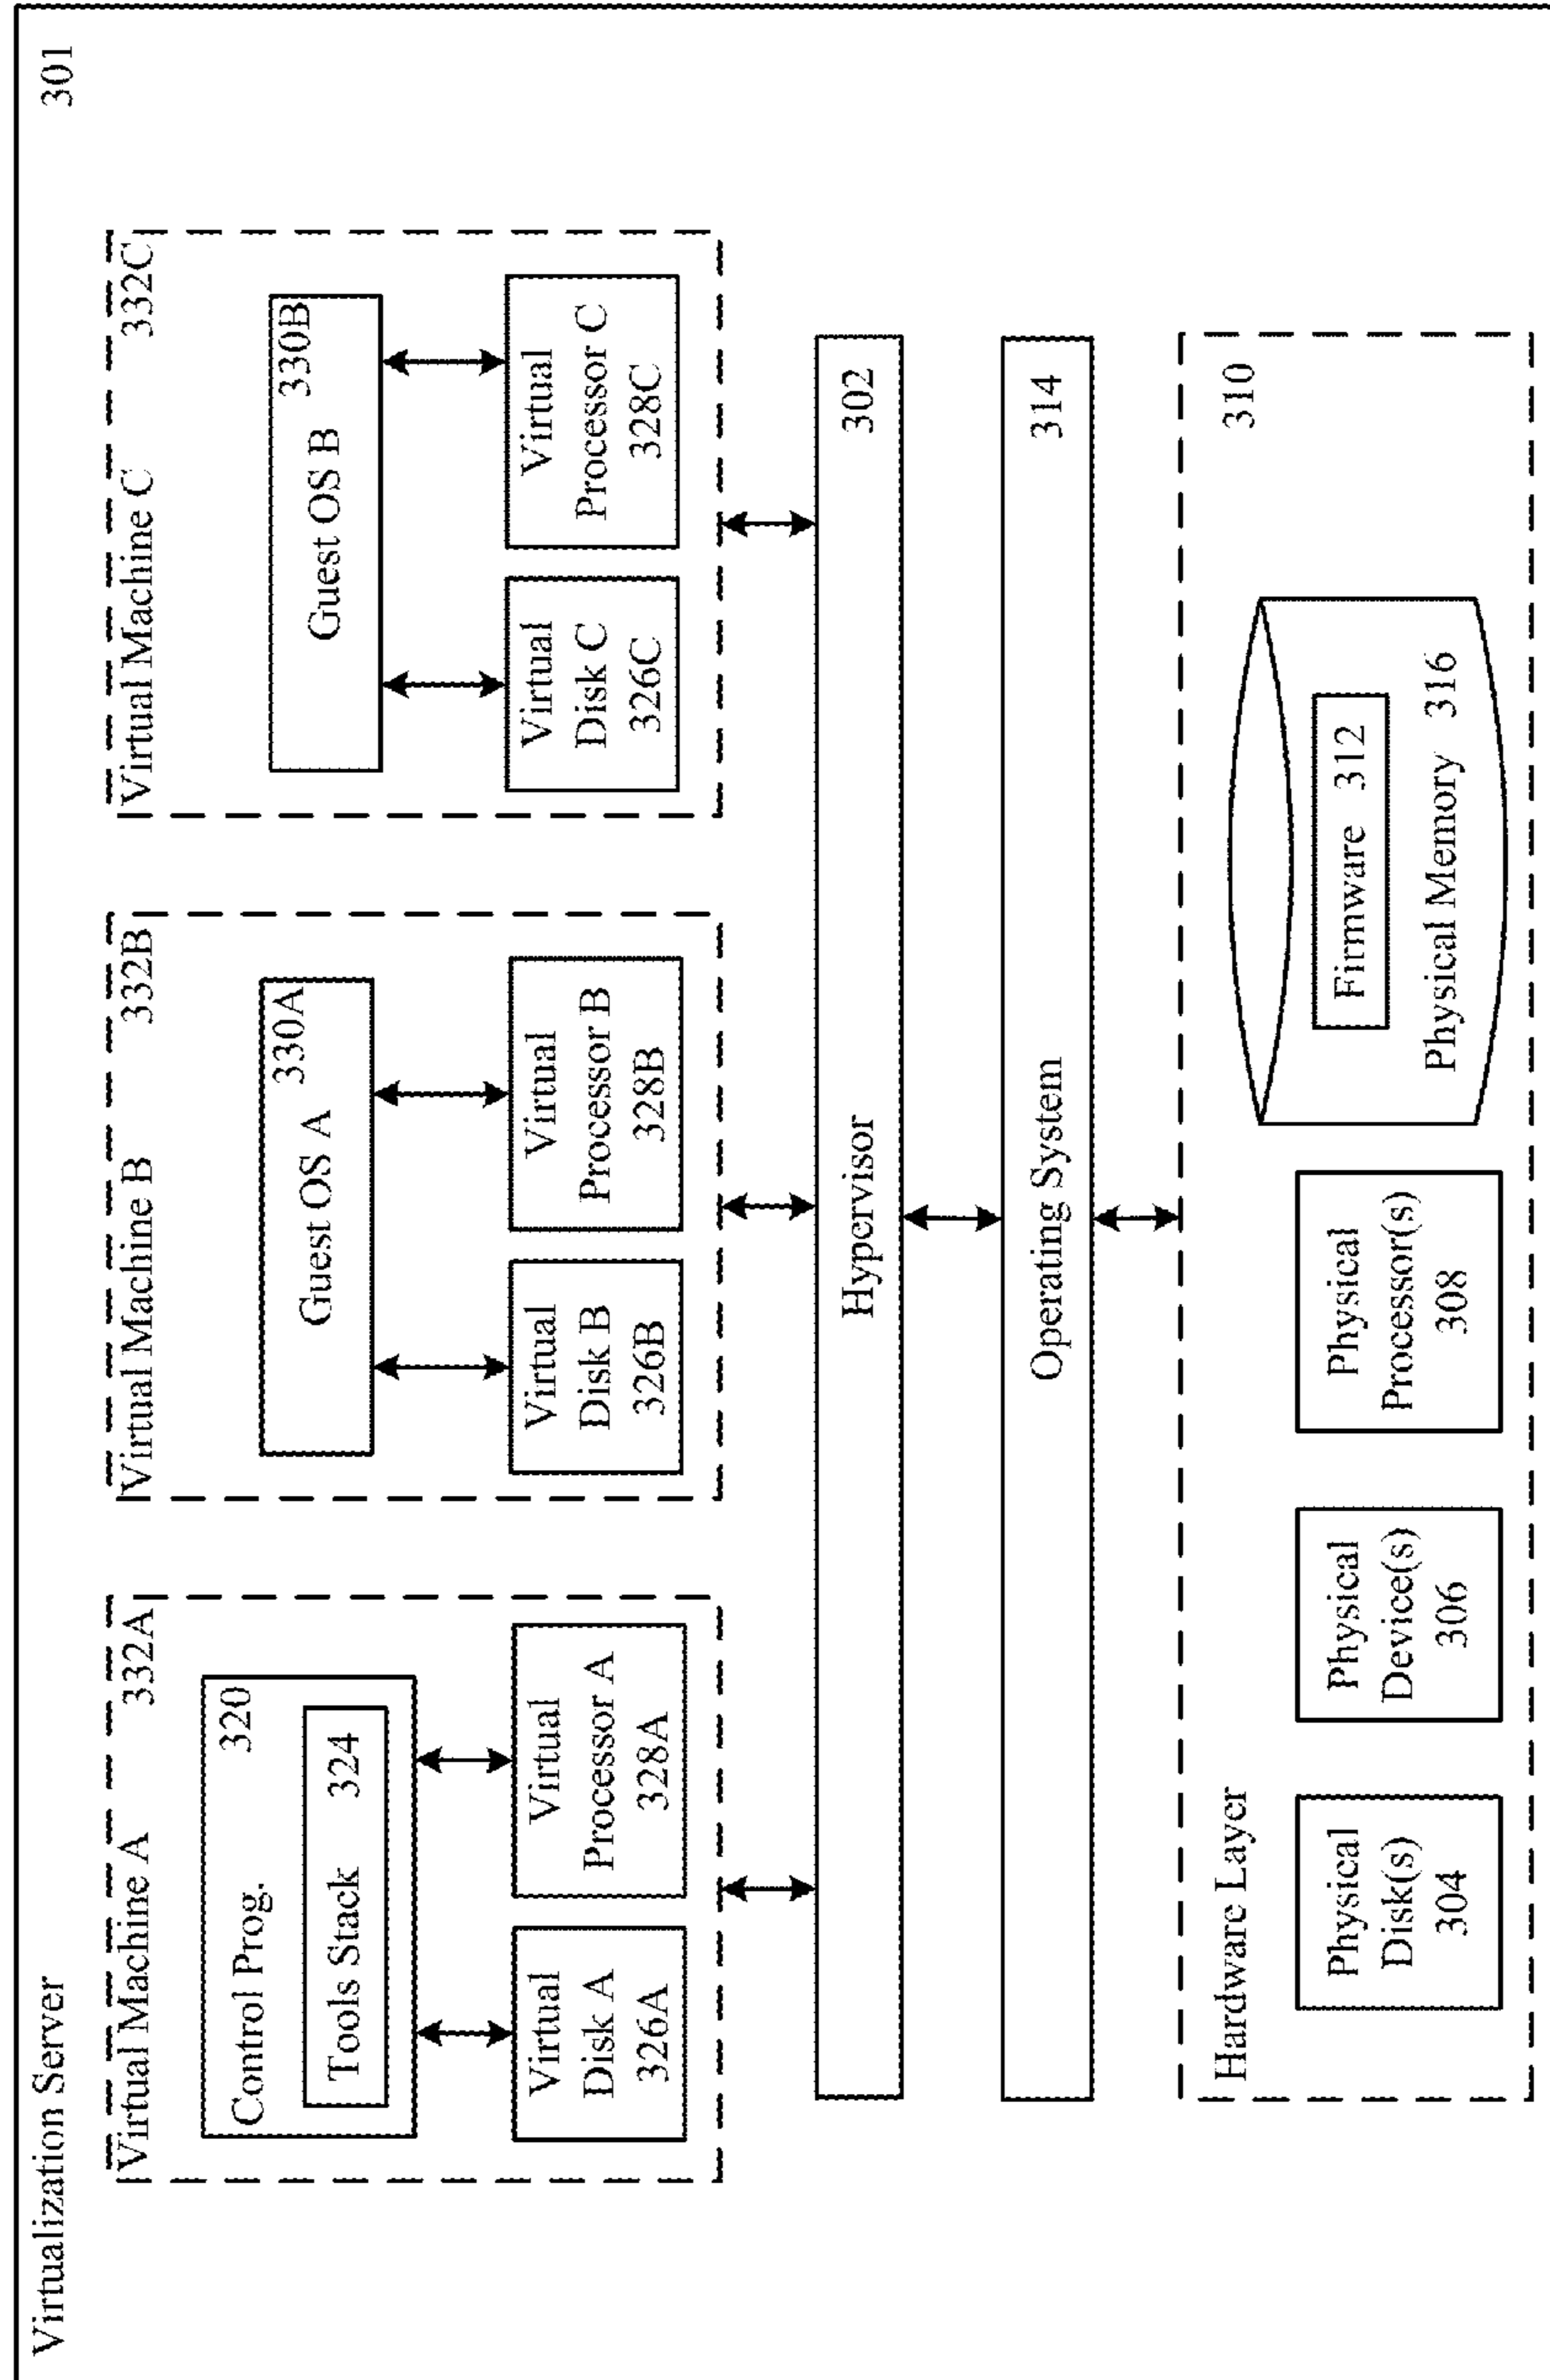 Virtualization Server
301
Virtual Machine A 332A
Control Prog. 320
Tools Stack 324
Virtual
Disk A
326A
Virtual
Processor A
328A
Virtual Machine B 332B
330A
Guest OS A
Virtual
Disk B
326B
Virtual
Processor B
328B
Virtual Machine C 332C
330B
Guest OS B
Virtual
Disk C
326C
Virtual
Processor C
328C
Hypervisor 302
Operating System 314
Hardware Layer 310
Physical
Disk(s)
304
Physical
Device(s)
306
Physical
Processor(s)
308
Firmware 312
Physical Memory 316